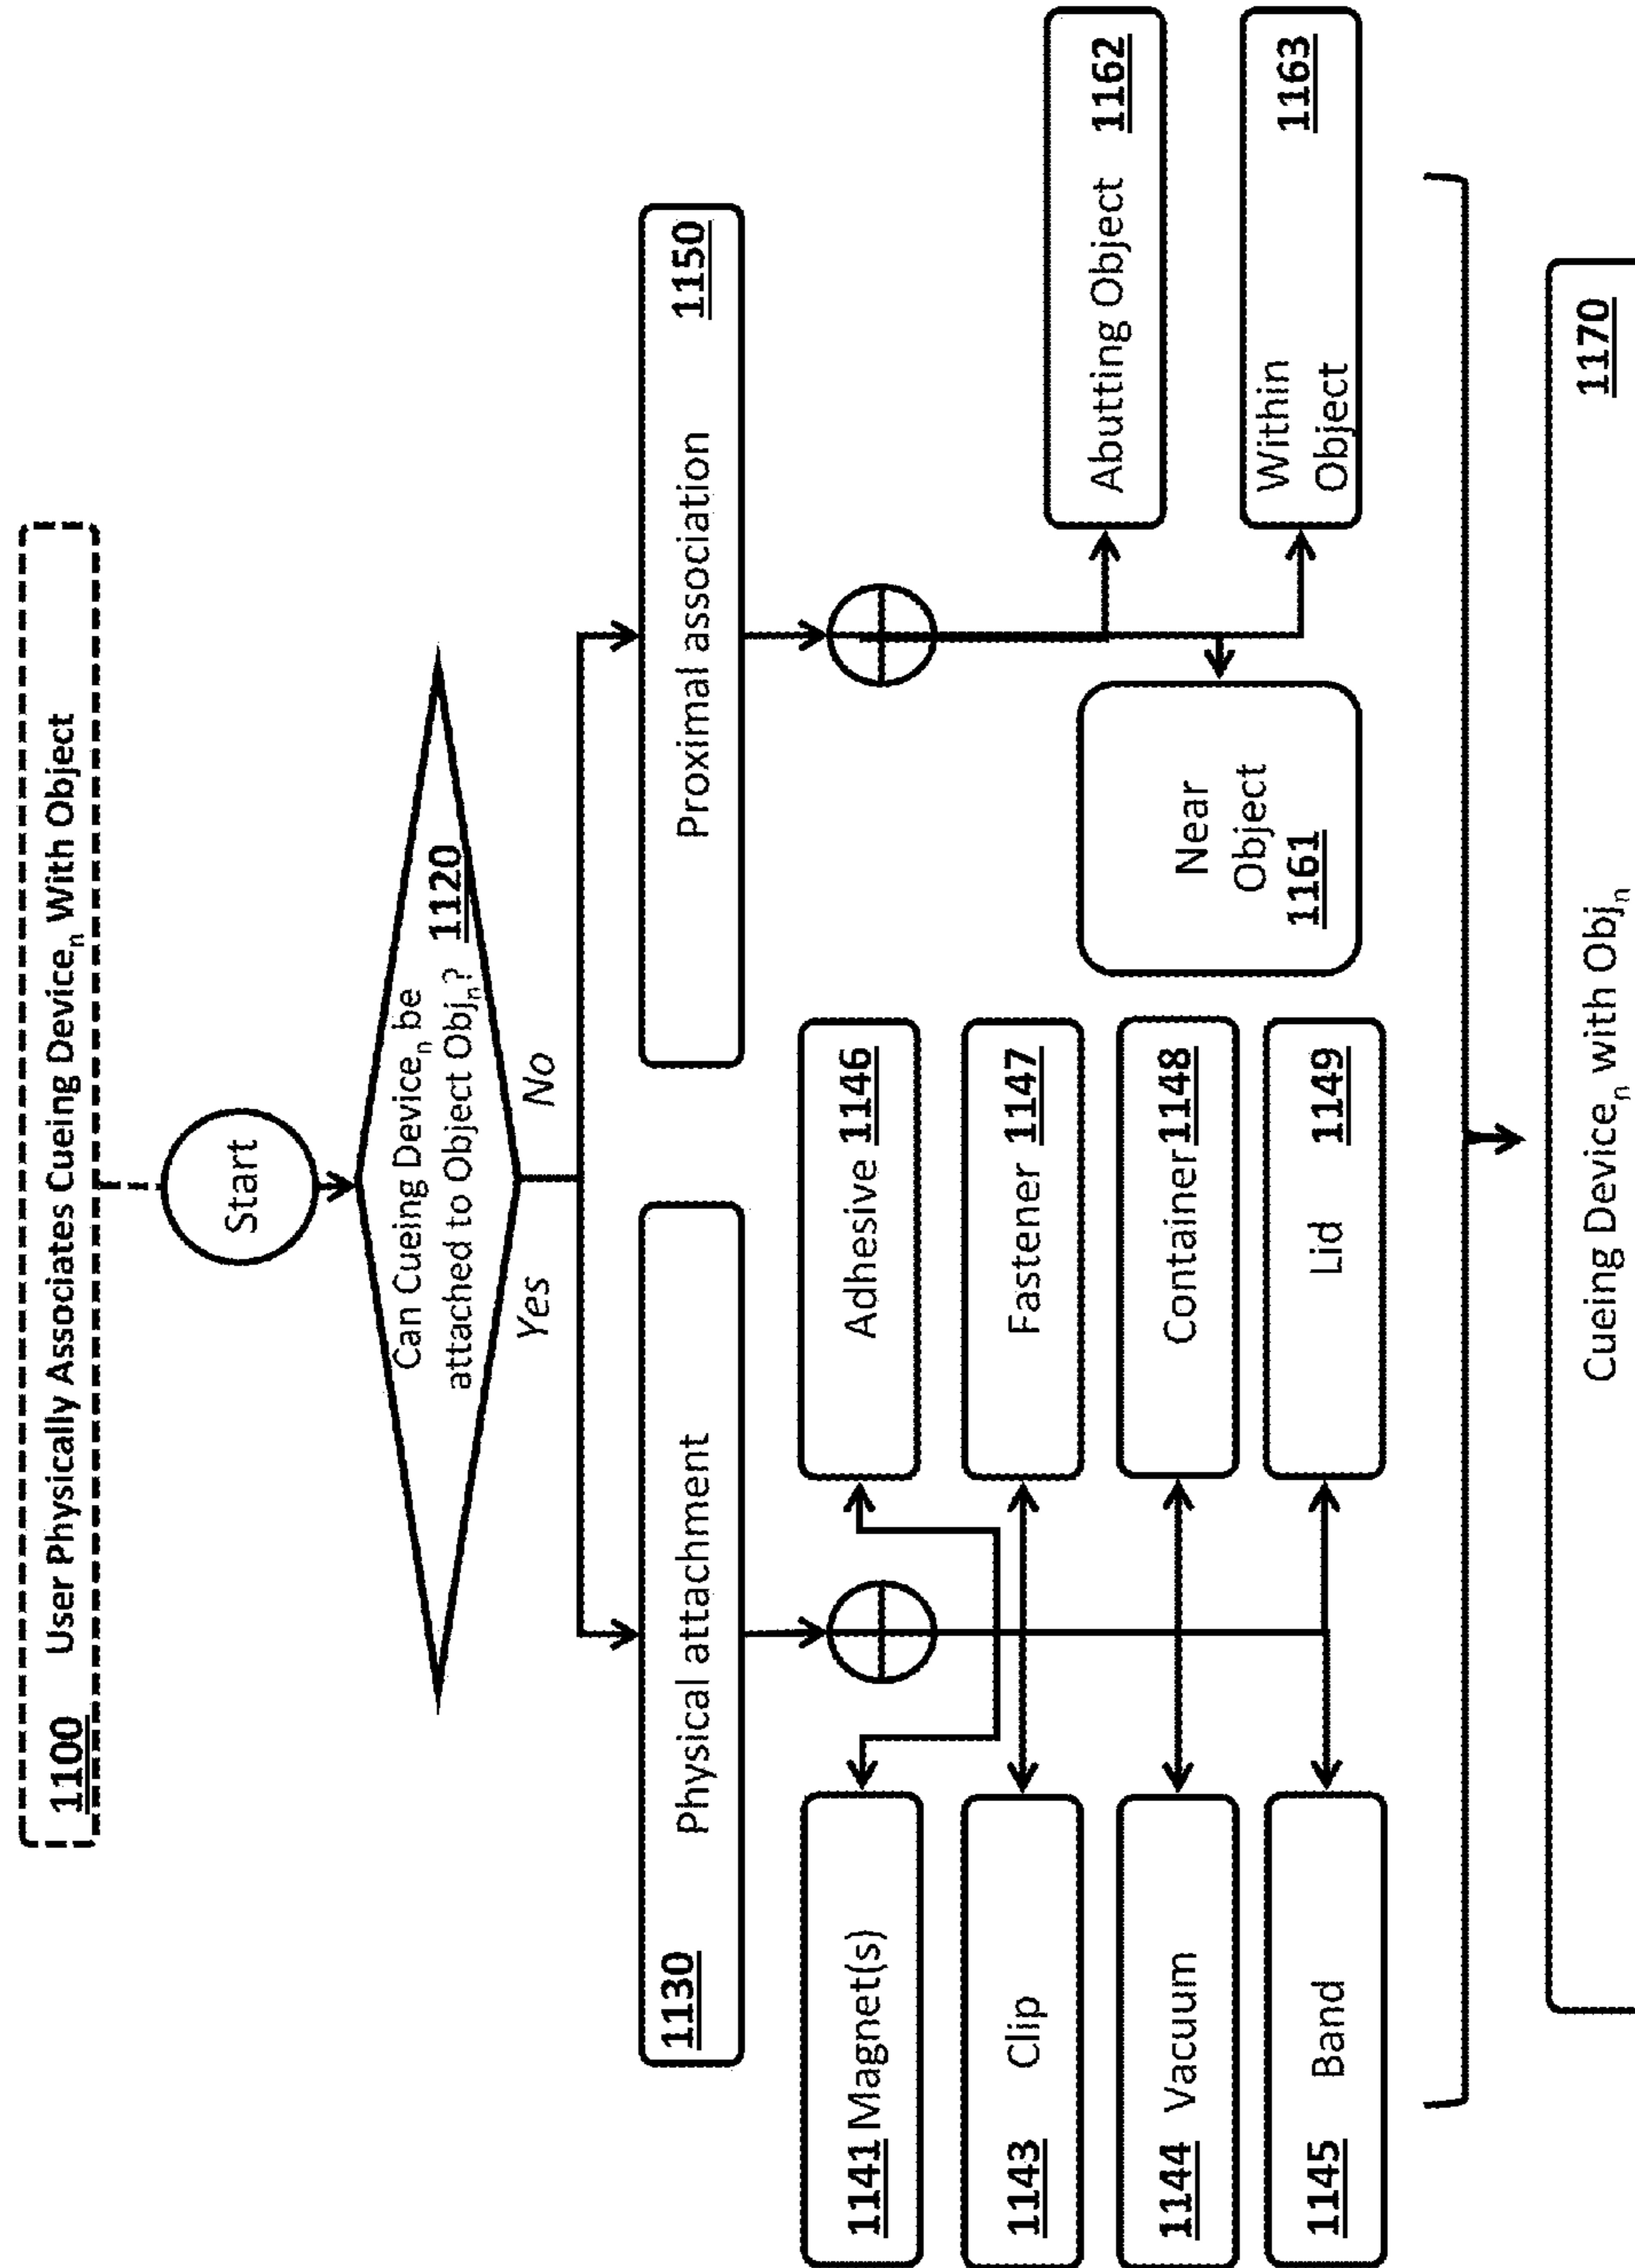 1100 User Physically Associates Cueing Deviceₙ With Object
Start
Can Cueing Deviceₙ be
attached to Object Objₙ? 1120
Yes
No
1130 Physical attachment
Proximal association 1150
1141 Magnet(s)
Adhesive 1146
1143 Clip
Fastener 1147
1144 Vacuum
Container 1148
1145 Band
Lid 1149
Near
Object
1161
Abutting Object 1162
Within
Object
1163
Cueing Deviceₙ with Objₙ
1170